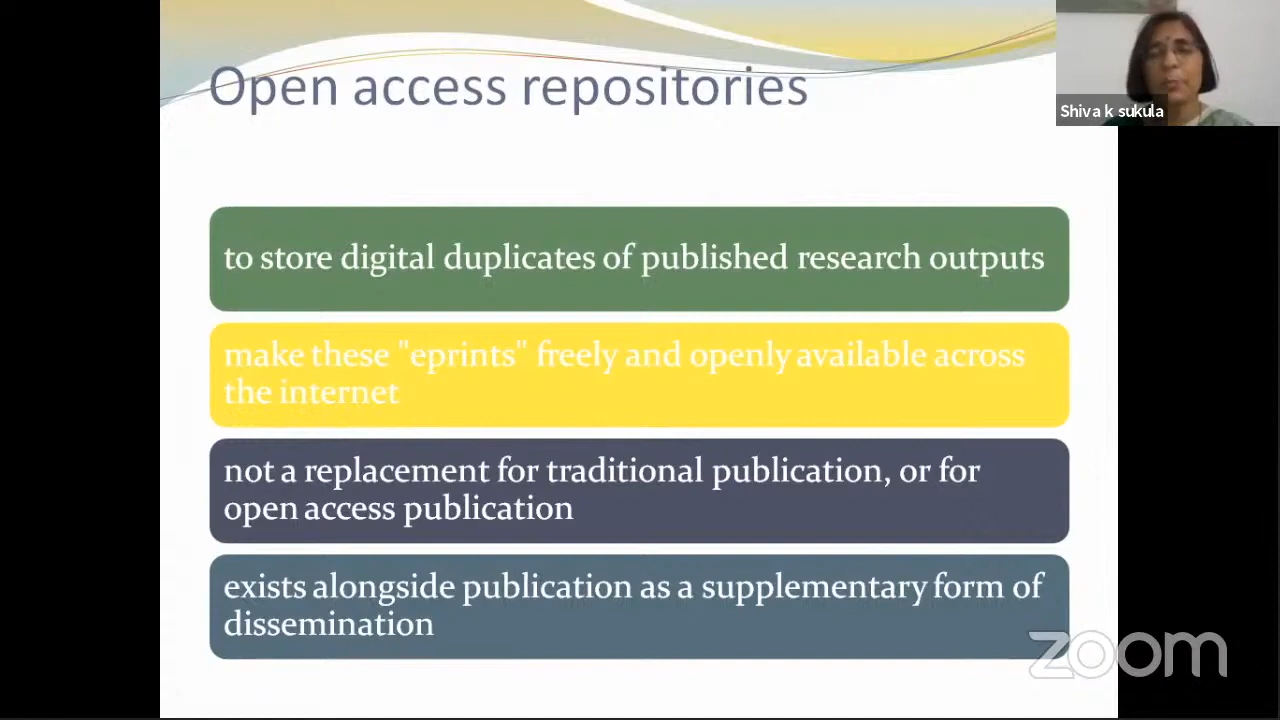 Open access repositories
Shiva k sukula
to store digital duplicates of published research outputs
make these "eprints" freely and openly available across
the internet
not a replacement for traditional publication, or for
open access publication
exists alongside publication as a supplementary form of
dissemination
zoom